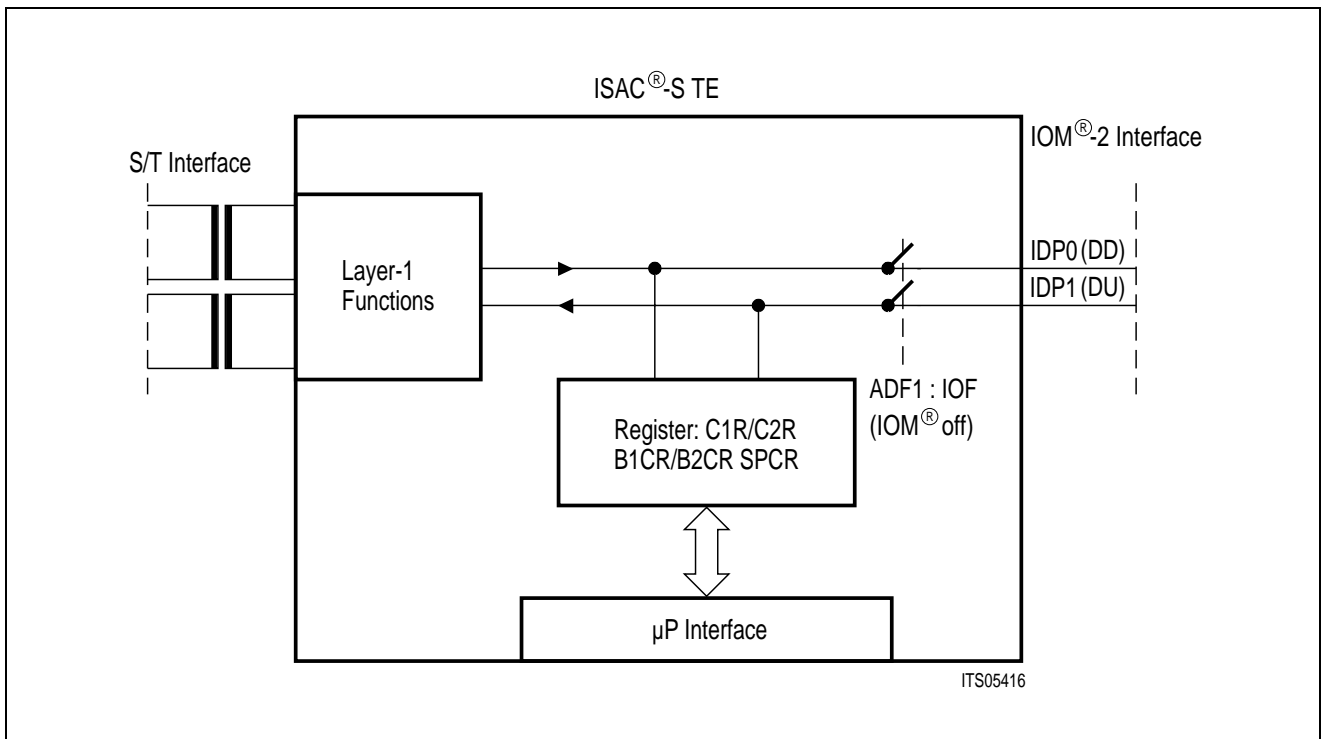 ISAC®-S TE
IOM®-2 Interface
S/T Interface
IDP0 (DD)
IDP1 (DU)
Layer-1
Functions
ADF1 : IOF
(IOM® off)
Register: C1R/C2R
B1CR/B2CR SPCR
µP Interface
ITS05416